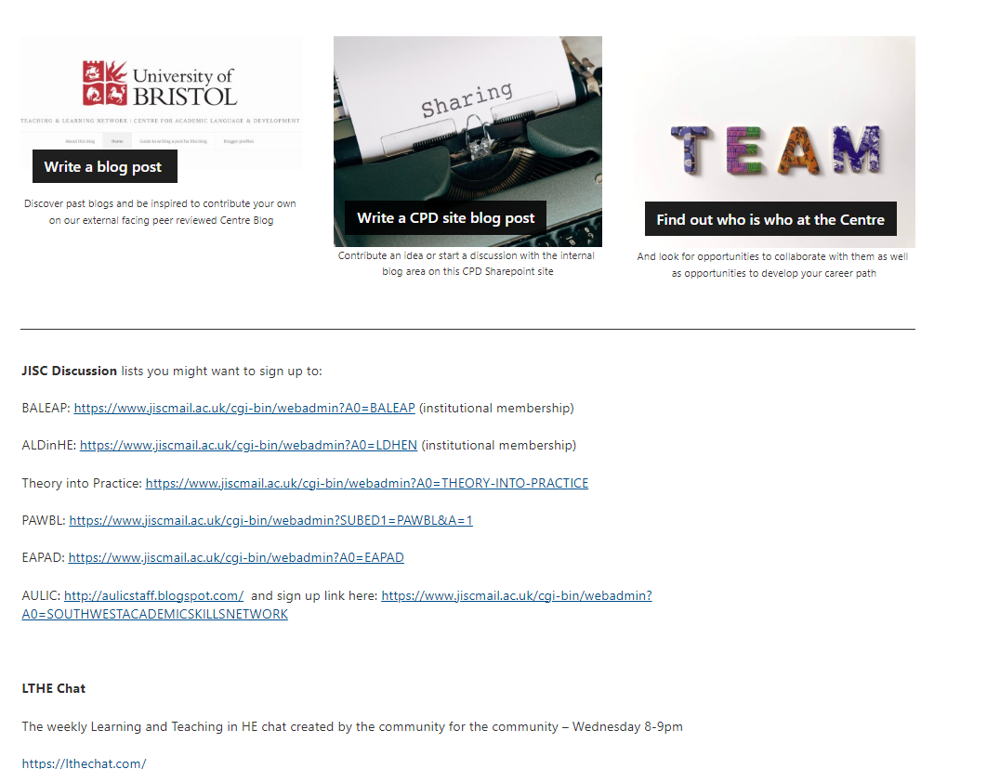 University of
BRISTOL
TEACHING & LEARNING NETWORK | CENTRE FOR ACADEMIC LANGUAGE & DEVELOPMENT
About this blog Home Guide to writing a post for this blog Blogger profiles
Write a blog post
Discover past blogs and be inspired to contribute your own
on our external facing peer reviewed Centre Blog
Sharing
Write a CPD site blog post
Contribute an idea or start a discussion with the internal
blog area on this CPD Sharepoint site
TEAM
Find out who is who at the Centre
And look for opportunities to collaborate with them as well
as opportunities to develop your career path
JISC Discussion lists you might want to sign up to:
BALEAP: https://www.jiscmail.ac.uk/cgi-bin/webadmin?A0=BALEAP (institutional membership)
ALDinHE: https://www.jiscmail.ac.uk/cgi-bin/webadmin?A0=LDHEN (institutional membership)
Theory into Practice: https://www.jiscmail.ac.uk/cgi-bin/webadmin?A0=THEORY-INTO-PRACTICE
PAWBL: https://www.jiscmail.ac.uk/cgi-bin/webadmin?SUBED1=PAWBL&A=1
EAPAD: https://www.jiscmail.ac.uk/cgi-bin/webadmin?A0=EAPAD
AULIC: http://aulicstaff.blogspot.com/ and sign up link here: https://www.jiscmail.ac.uk/cgi-bin/webadmin?
A0=SOUTHWESTACADEMICSKILLSNETWORK
LTHE Chat
The weekly Learning and Teaching in HE chat created by the community for the community – Wednesday 8-9pm
https://lthechat.com/